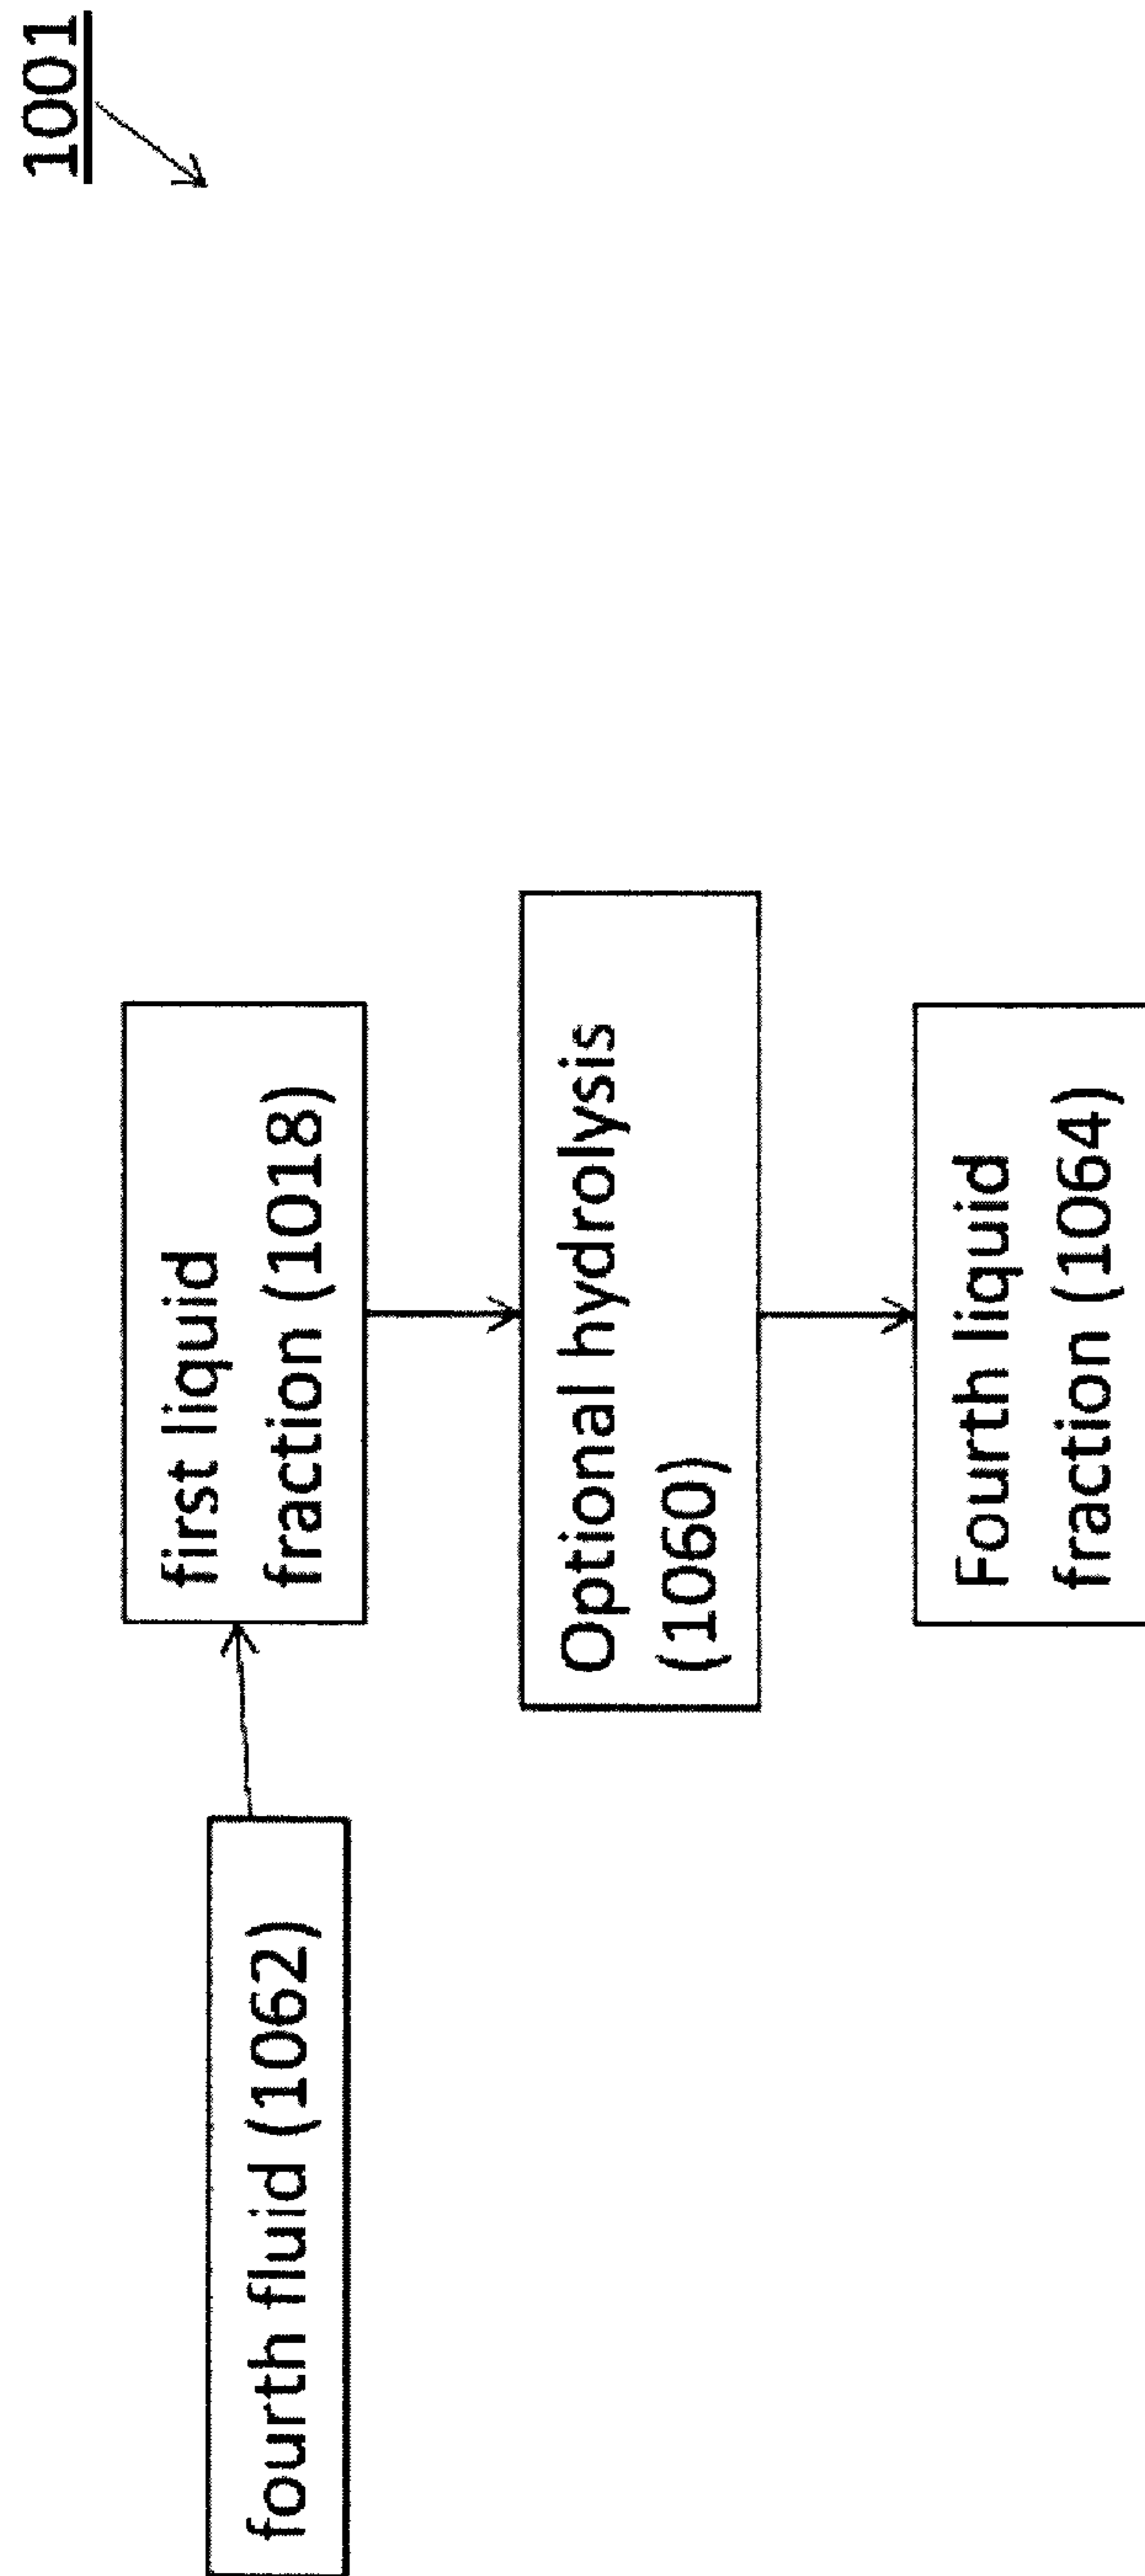 1001
first liquid
fraction (1018)
fourth fluid (1062)
Optional hydrolysis
(1060)
Fourth liquid
fraction (1064)